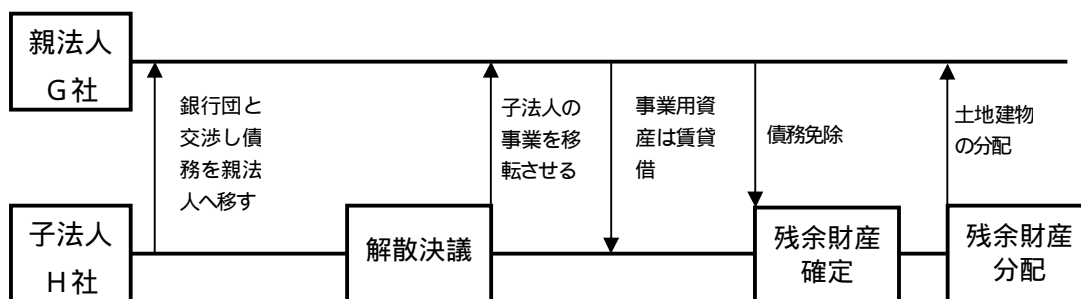 親法人
G社
銀行団と
交渉し債
務を親法
人へ移す
子法人の
事業を移
転させる
事業用資
産は賃貸
借
債務免除
土地建物
の分配
子法人
H社
解散決議
残余財産
確定
残余財産
分配